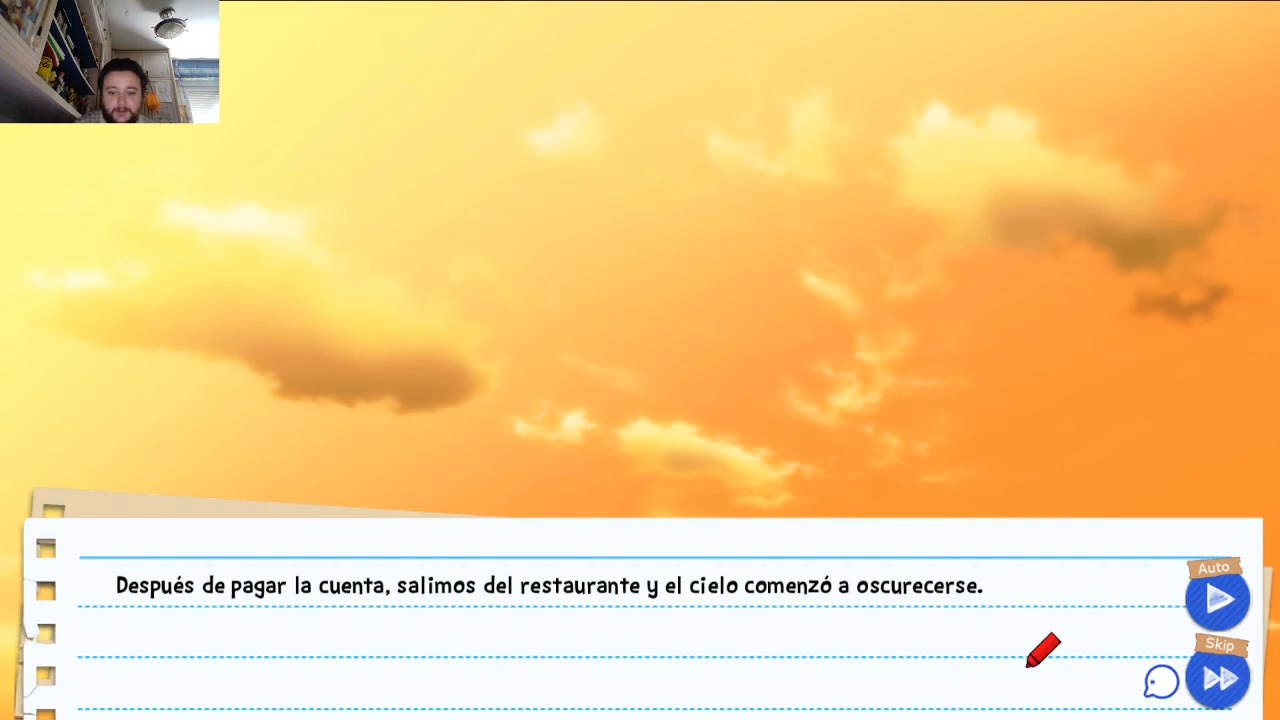 Después de pagar la cuenta, salimos del restaurante y el cielo comenzó a oscurecerse.
Auto
Skip